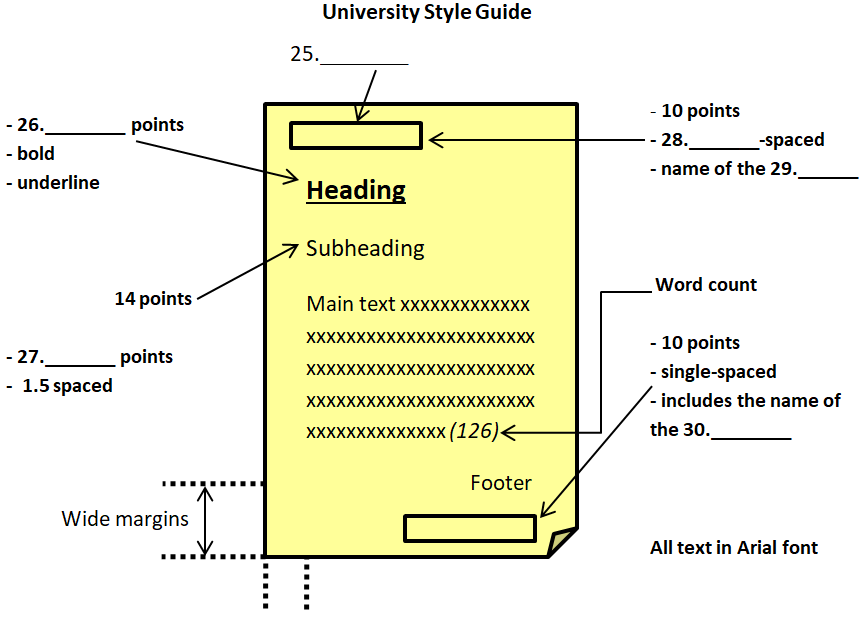 University Style Guide
25.________
- 26.________ points
- bold
- underline
- 10 points
- 28._______-spaced
- name of the 29.______
Heading
Subheading
14 points
Word count
Main text xxxxxxxxxxxxx
xxxxxxxxxxxxxxxxxxxxxxx
xxxxxxxxxxxxxxxxxxxxxxx
xxxxxxxxxxxxxxxxxxxxxxx
xxxxxxxxxxxxxx (126)
- 27._______ points
- 1.5 spaced
- 10 points
- single-spaced
- includes the name of
the 30.________
Footer
Wide margins
All text in Arial font